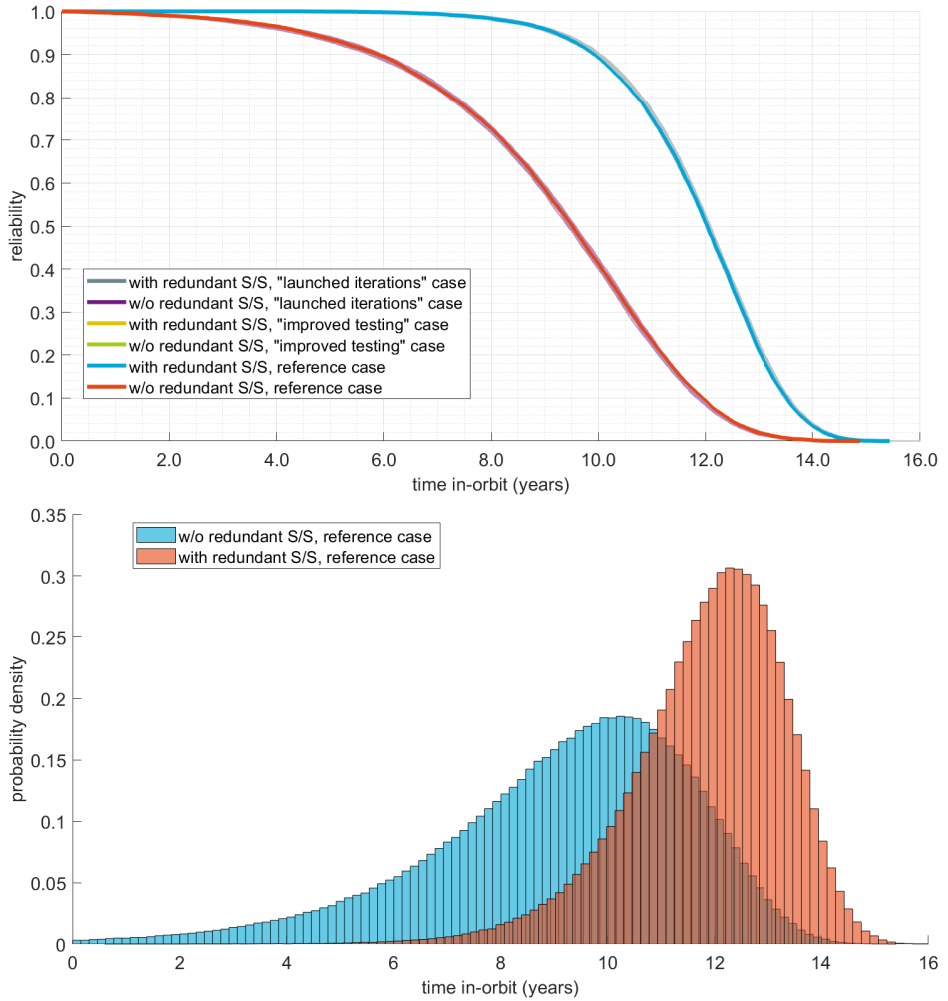 1.0
0.9
0.8
0.7
0.6
0.5
0.4
0.3
0.2
0.1
0.0
reliability
with redundant S/S, "launched iterations" case
w/o redundant S/S, "launched iterations" case
with redundant S/S, "improved testing" case
w/o redundant S/S, "improved testing" case
with redundant S/S, reference case
w/o redundant S/S, reference case
0.0 2.0 4.0 6.0 8.0 10.0 12.0 14.0 16.0
time in-orbit (years)
0.35
0.3
0.25
0.2
0.15
0.1
0.05
0
probability density
w/o redundant S/S, reference case
with redundant S/S, reference case
0 2 4 6 8 10 12 14 16
time in-orbit (years)